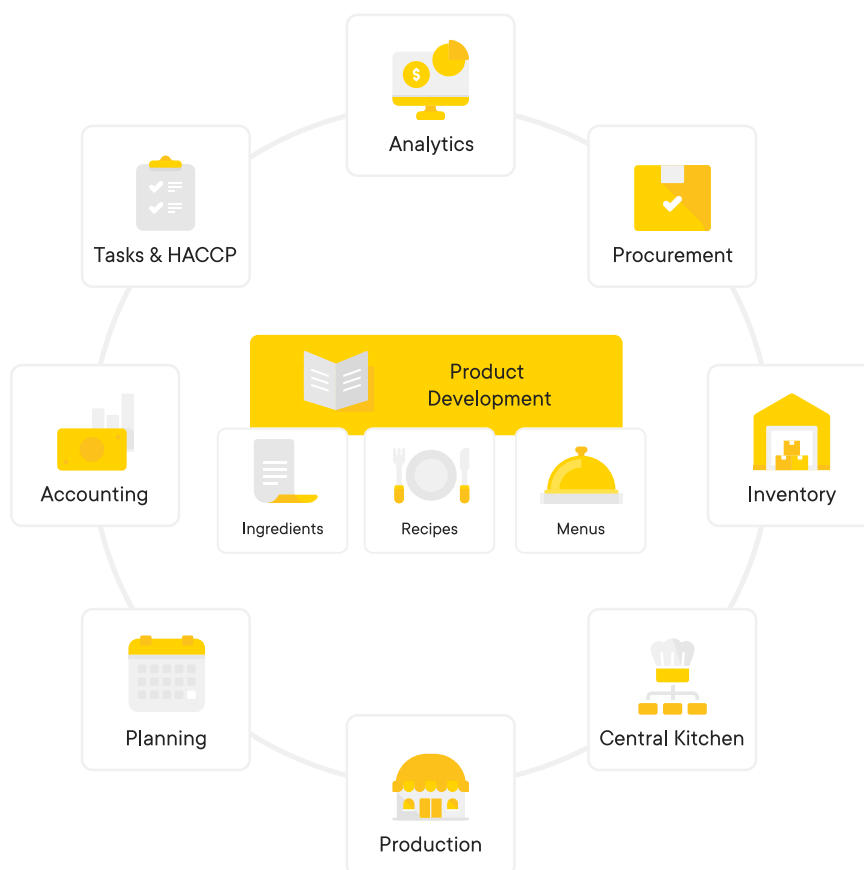 $
Analytics
Tasks & HACCP
Procurement
Product
Development
Accounting
Ingredients
Recipes
Menus
Inventory
Planning
Central Kitchen
Production